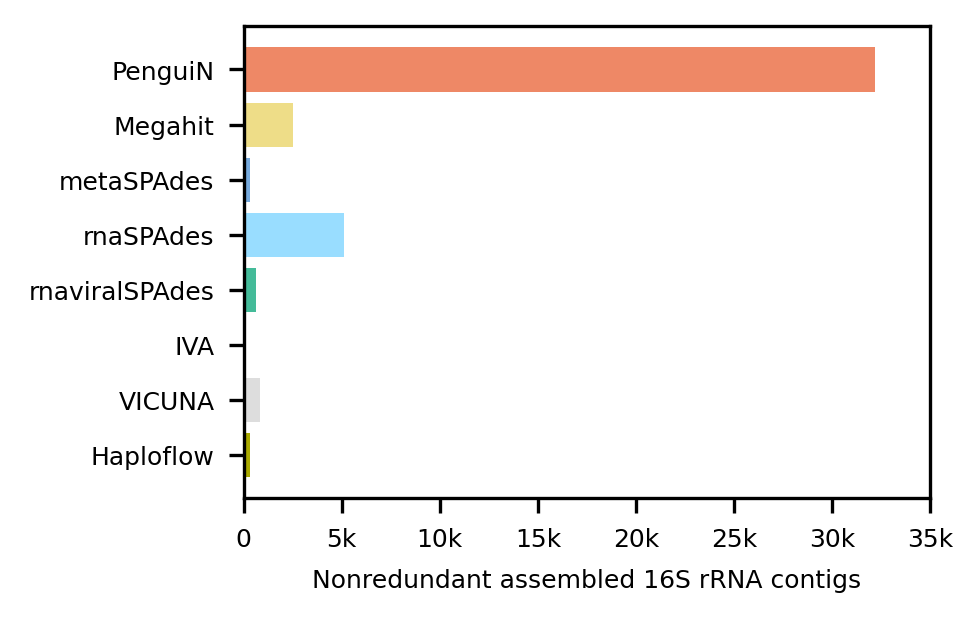 PenguiN
Megahit
metaSPAdes
rnaSPAdes
rnaviralSPAdes
IVA
VICUNA
Haploflow
0 5k 10k 15k 20k 25k 30k 35k
Nonredundant assembled 16S rRNA contigs